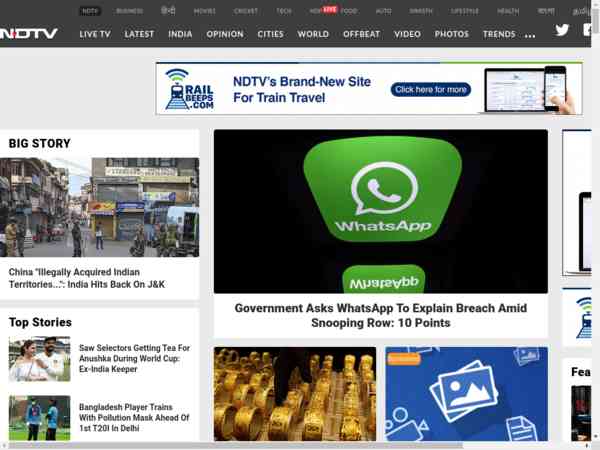 NDTV
BUSINESS
हिन्दी
MOVIES
CRICKET
TECH
HOP
LIVE
FOOD
AUTO
SWASTH
LIFESTYLE
HEALTH
বাংলা
தமிழ்
NDTV
LIVE TV
LATEST
INDIA
OPINION
CITIES
WORLD
OFFBEAT
VIDEO
PHOTOS
TRENDS
...
RAIL
BEEPS
.COM
NDTV's Brand-New Site
For Train Travel
Click here for more
BIG STORY
China "Illegally Acquired Indian
Territories...": India Hits Back On J&K
WhatsApp
WhatsApp
Government Asks WhatsApp To Explain Breach Amid
Snooping Row: 10 Points
Top Stories
Saw Selectors Getting Tea For
Anushka During World Cup:
Ex-India Keeper
Bangladesh Player Trains
With Pollution Mask Ahead Of
1st T20I In Delhi
Fea